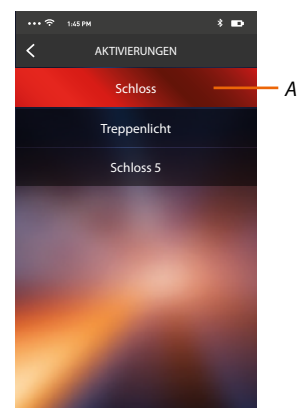 1:45 PM
AKTIVIERUNGEN
Schloss
A
Treppenlicht
Schloss 5